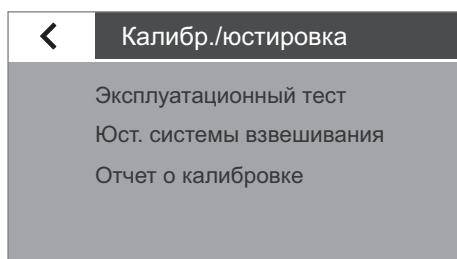 Калибр./юстировка
Эксплуатационный тест
Юст. системы взвешивания
Отчет о калибровке